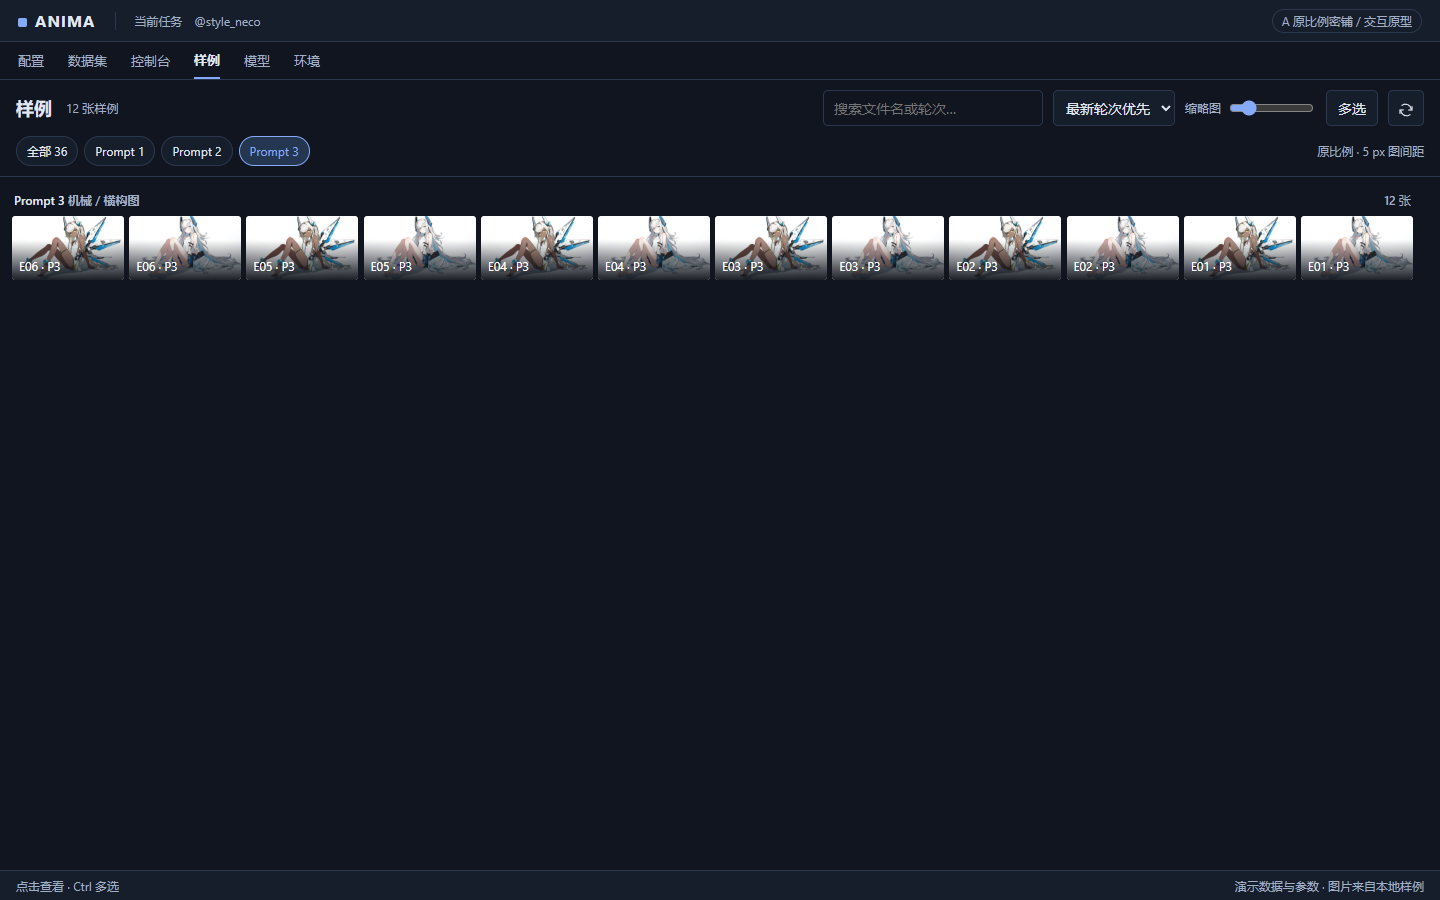 ANIMA 当前任务 @style_neco A 原比例密铺 / 交互原型
配置 数据集 控制台 样例 模型 环境
样例 12 张样例 搜索文件名或轮次... 最新轮次优先 缩略图 多选
全部 36 Prompt 1 Prompt 2 Prompt 3 原比例 · 5 px 图间距
Prompt 3 机械 / 横构图 12 张
E06 · P3 E06 · P3 E05 · P3 E05 · P3 E04 · P3 E04 · P3 E03 · P3 E03 · P3 E02 · P3 E02 · P3 E01 · P3 E01 · P3
点击查看 · Ctrl 多选 演示数据与参数 · 图片来自本地样例